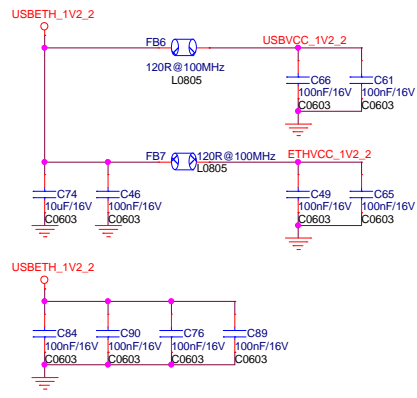 USBETH_1V2_2
FB6
USBVCC_1V2_2
120R@100MHz
L0805
C66
100nF/16V
C0603
C61
100nF/16V
C0603
FB7
120R@100MHz
L0805
ETHVCC_1V2_2
C74
10uF/16V
C0603
C46
100nF/16V
C0603
C49
100nF/16V
C0603
C65
100nF/16V
C0603
USBETH_1V2_2
C84
100nF/16V
C0603
C90
100nF/16V
C0603
C76
100nF/16V
C0603
C89
100nF/16V
C0603